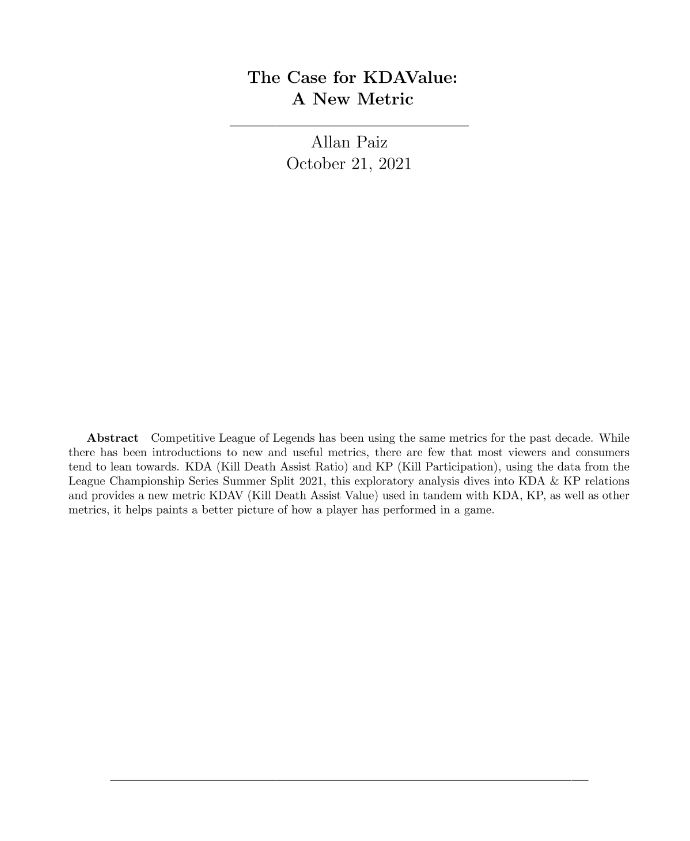 The Case for KDAValue:
A New Metric
Allan Paiz
October 21, 2021
Abstract Competitive League of Legends has been using the same metrics for the past decade. While
there has been introductions to new and useful metrics, there are few that most viewers and consumers
tend to lean towards. KDA (Kill Death Assist Ratio) and KP (Kill Participation), using the data from the
League Championship Series Summer Split 2021, this exploratory analysis dives into KDA & KP relations
and provides a new metric KDAV (Kill Death Assist Value) used in tandem with KDA, KP, as well as other
metrics, it helps paints a better picture of how a player has performed in a game.